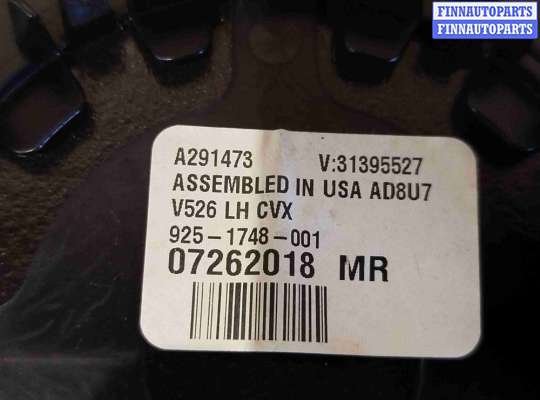 FINNAUTOPARTS
FINNAUTOPARTS
A291473 V:31395527
ASSEMBLED IN USA AD8U7
V526 LH CVX
925-1748-001
07262018 MR